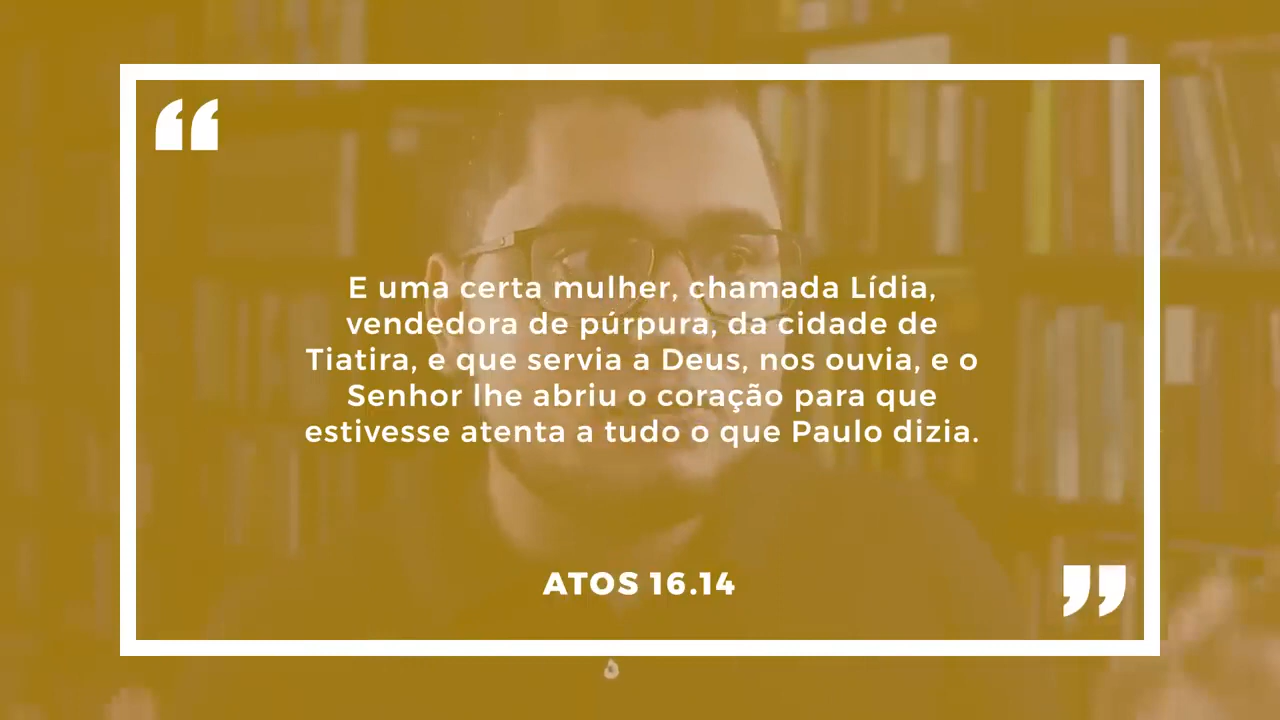 “
E uma certa mulher, chamada Lídia,
vendedora de púrpura, da cidade de
Tiatira, e que servia a Deus, nos ouvia, e o
Senhor lhe abriu o coração para que
estivesse atenta a tudo o que Paulo dizia.
ATOS 16.14
”